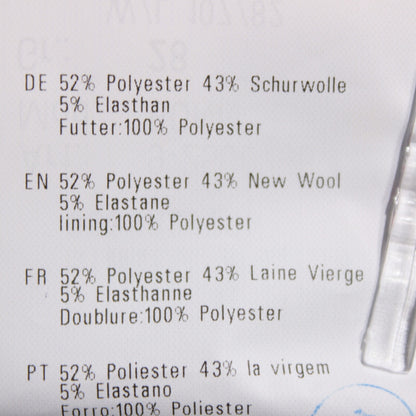 DE 52% Polyester 43% Schurwolle
5% Elasthan
Futter:100% Polyester
EN 52% Polyester 43% New Wool
5% Elastane
lining:100% Polyester
FR 52% Polyester 43% Laine Vierge
5% Elasthanne
Doublure:100% Polyester
PT 52% Poliester 43% la virgem
5% Elastano
Forro:100% Poliester